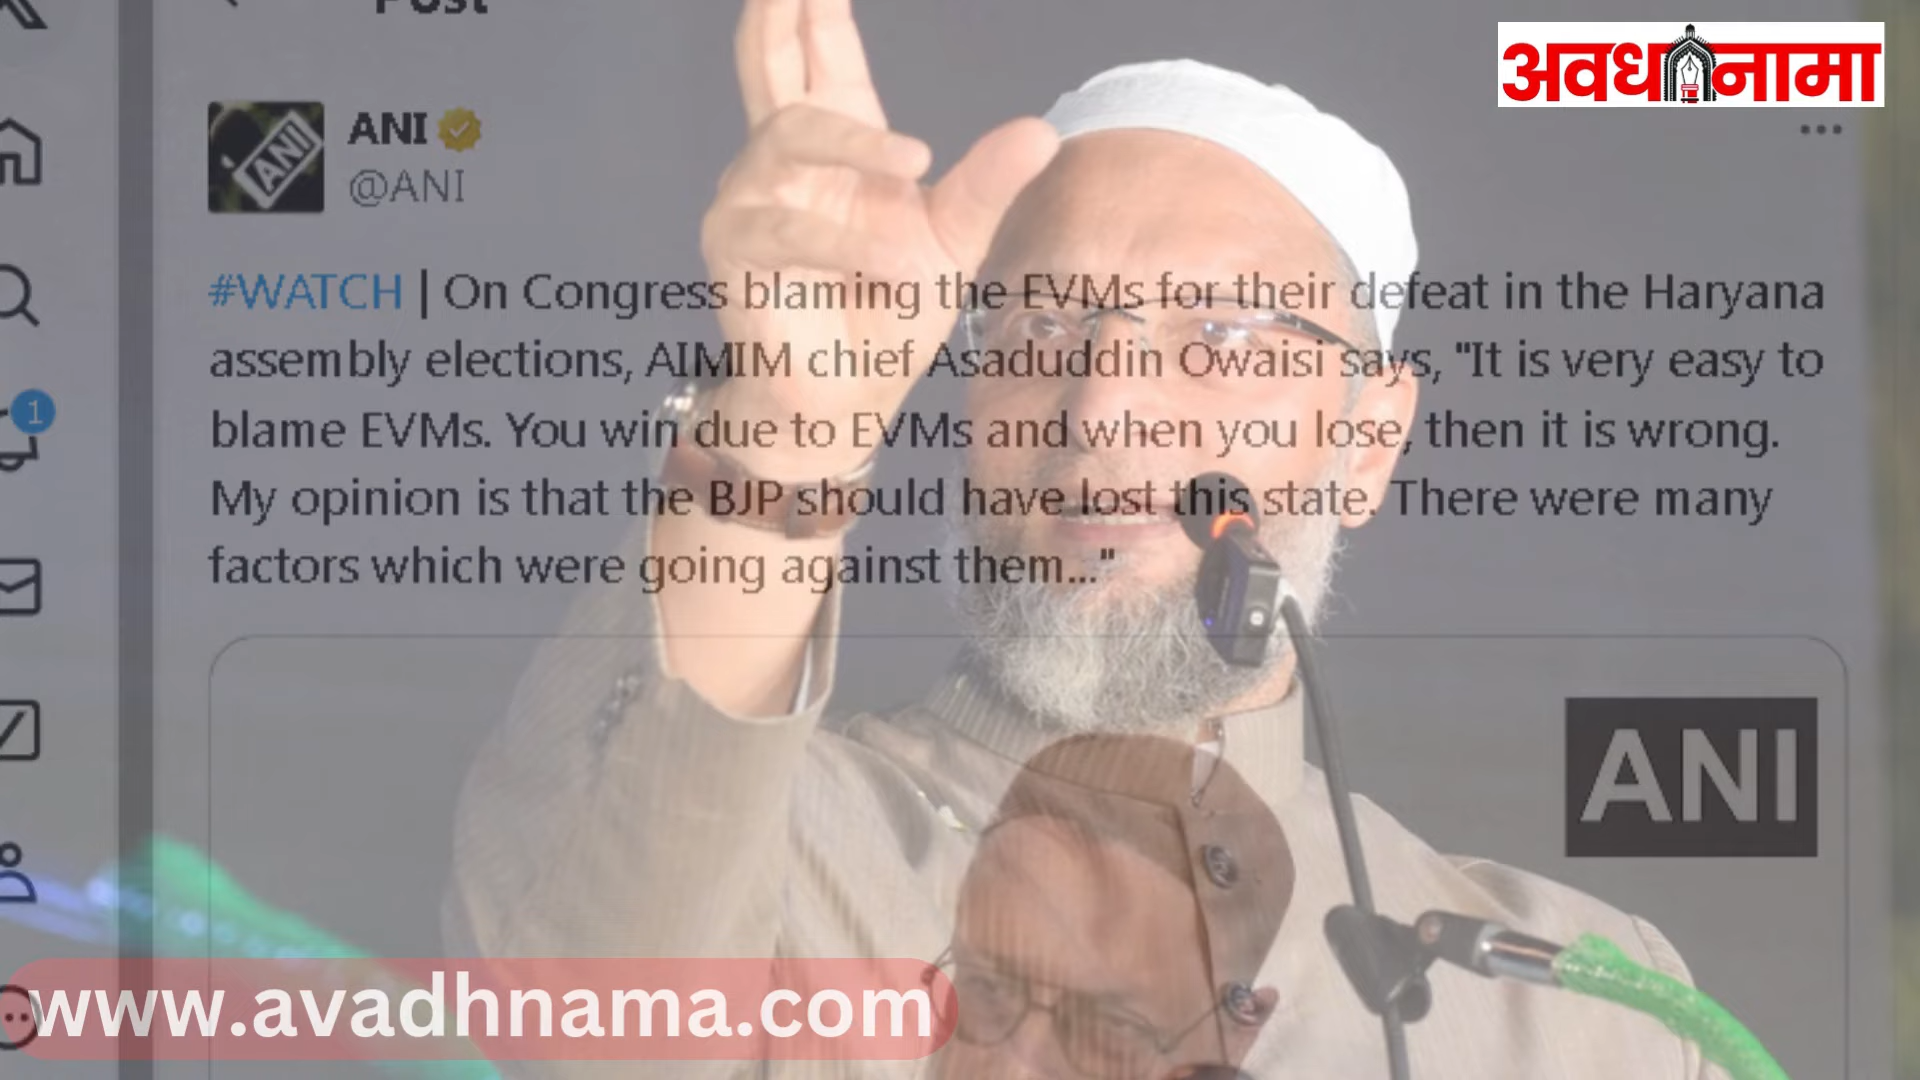 Post
अवधनामा
ANI
ANI
@ANI
#WATCH | On Congress blaming the EVMs for their defeat in the Haryana
assembly elections, AIMIM chief Asaduddin Owaisi says, "It is very easy to
blame EVMs. You win due to EVMs and when you lose, then it is wrong.
My opinion is that the BJP should have lost this state. There were many
factors which were going against them..."
1
ANI
www.avadhnama.com